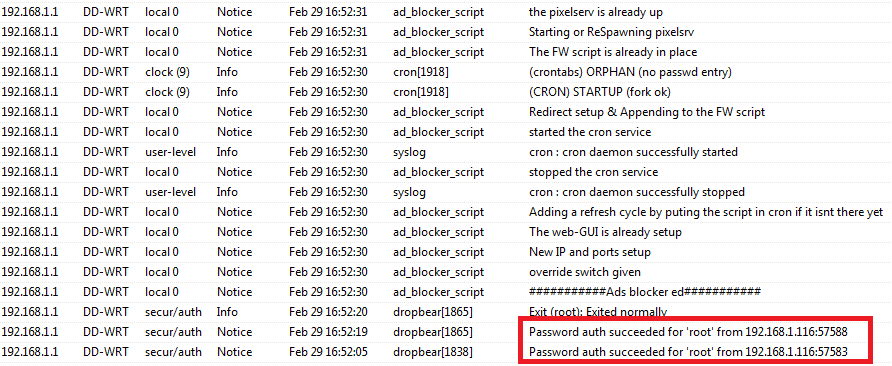 192.168.1.1 DD-WRT local 0 Notice Feb 29 16:52:31 ad_blocker_script the pixelserv is already up
192.168.1.1 DD-WRT local 0 Notice Feb 29 16:52:31 ad_blocker_script Starting or ReSpawning pixelsrv
192.168.1.1 DD-WRT local 0 Notice Feb 29 16:52:31 ad_blocker_script The FW script is already in place
192.168.1.1 DD-WRT clock (9) Info Feb 29 16:52:30 cron[1918] (crontabs) ORPHAN (no passwd entry)
192.168.1.1 DD-WRT clock (9) Info Feb 29 16:52:30 cron[1918] (CRON) STARTUP (fork ok)
192.168.1.1 DD-WRT local 0 Notice Feb 29 16:52:30 ad_blocker_script Redirect setup & Appending to the FW script
192.168.1.1 DD-WRT local 0 Notice Feb 29 16:52:30 ad_blocker_script started the cron service
192.168.1.1 DD-WRT user-level Info Feb 29 16:52:30 syslog cron : cron daemon successfully started
192.168.1.1 DD-WRT local 0 Notice Feb 29 16:52:30 ad_blocker_script stopped the cron service
192.168.1.1 DD-WRT user-level Info Feb 29 16:52:30 syslog cron : cron daemon successfully stopped
192.168.1.1 DD-WRT local 0 Notice Feb 29 16:52:30 ad_blocker_script Adding a refresh cycle by puting the script in cron if it isnt there yet
192.168.1.1 DD-WRT local 0 Notice Feb 29 16:52:30 ad_blocker_script The web-GUI is already setup
192.168.1.1 DD-WRT local 0 Notice Feb 29 16:52:30 ad_blocker_script New IP and ports setup
192.168.1.1 DD-WRT local 0 Notice Feb 29 16:52:30 ad_blocker_script override switch given
192.168.1.1 DD-WRT local 0 Notice Feb 29 16:52:30 ad_blocker_script ###########Ads blocker ed###########
192.168.1.1 DD-WRT secur/auth Info Feb 29 16:52:20 dropbear[1865] Exit (root): Exited normally
192.168.1.1 DD-WRT secur/auth Notice Feb 29 16:52:19 dropbear[1865] Password auth succeeded for 'root' from 192.168.1.116:57588
192.168.1.1 DD-WRT secur/auth Notice Feb 29 16:52:05 dropbear[1838] Password auth succeeded for 'root' from 192.168.1.116:57583